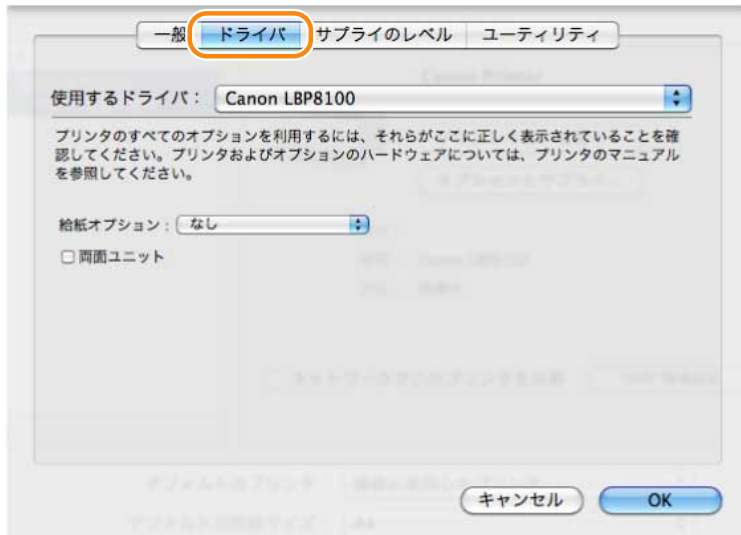 一般 ドライバ サプライのレベル ユーティリティ
使用するドライバ： Canon LBP8100
プリンタのすべてのオプションを利用するには、それらがここに正しく表示されていることを確
認してください。プリンタおよびオプションのハードウェアについては、プリンタのマニュアル
を参照してください。
給紙オプション： なし
両面ユニット
キャンセル OK